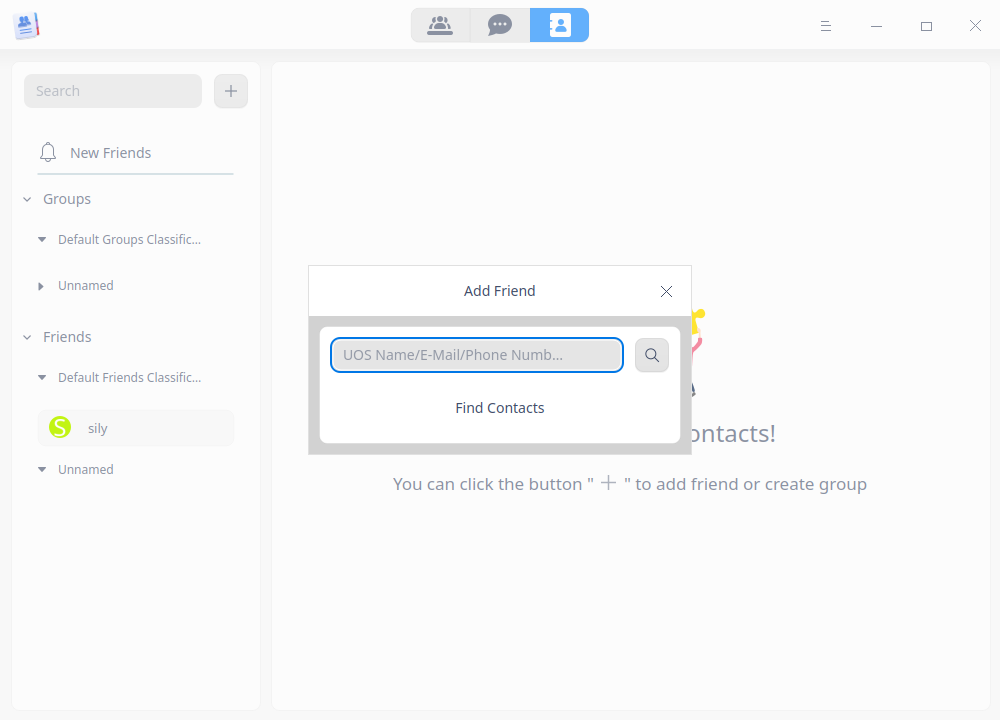 Search
New Friends
Groups
Default Groups Classific...
Unnamed
Friends
Default Friends Classific...
S
sily
Unnamed
Add Friend
UOS Name/E-Mail/Phone Numb...
Find Contacts
ontacts!
You can click the button " + " to add friend or create group